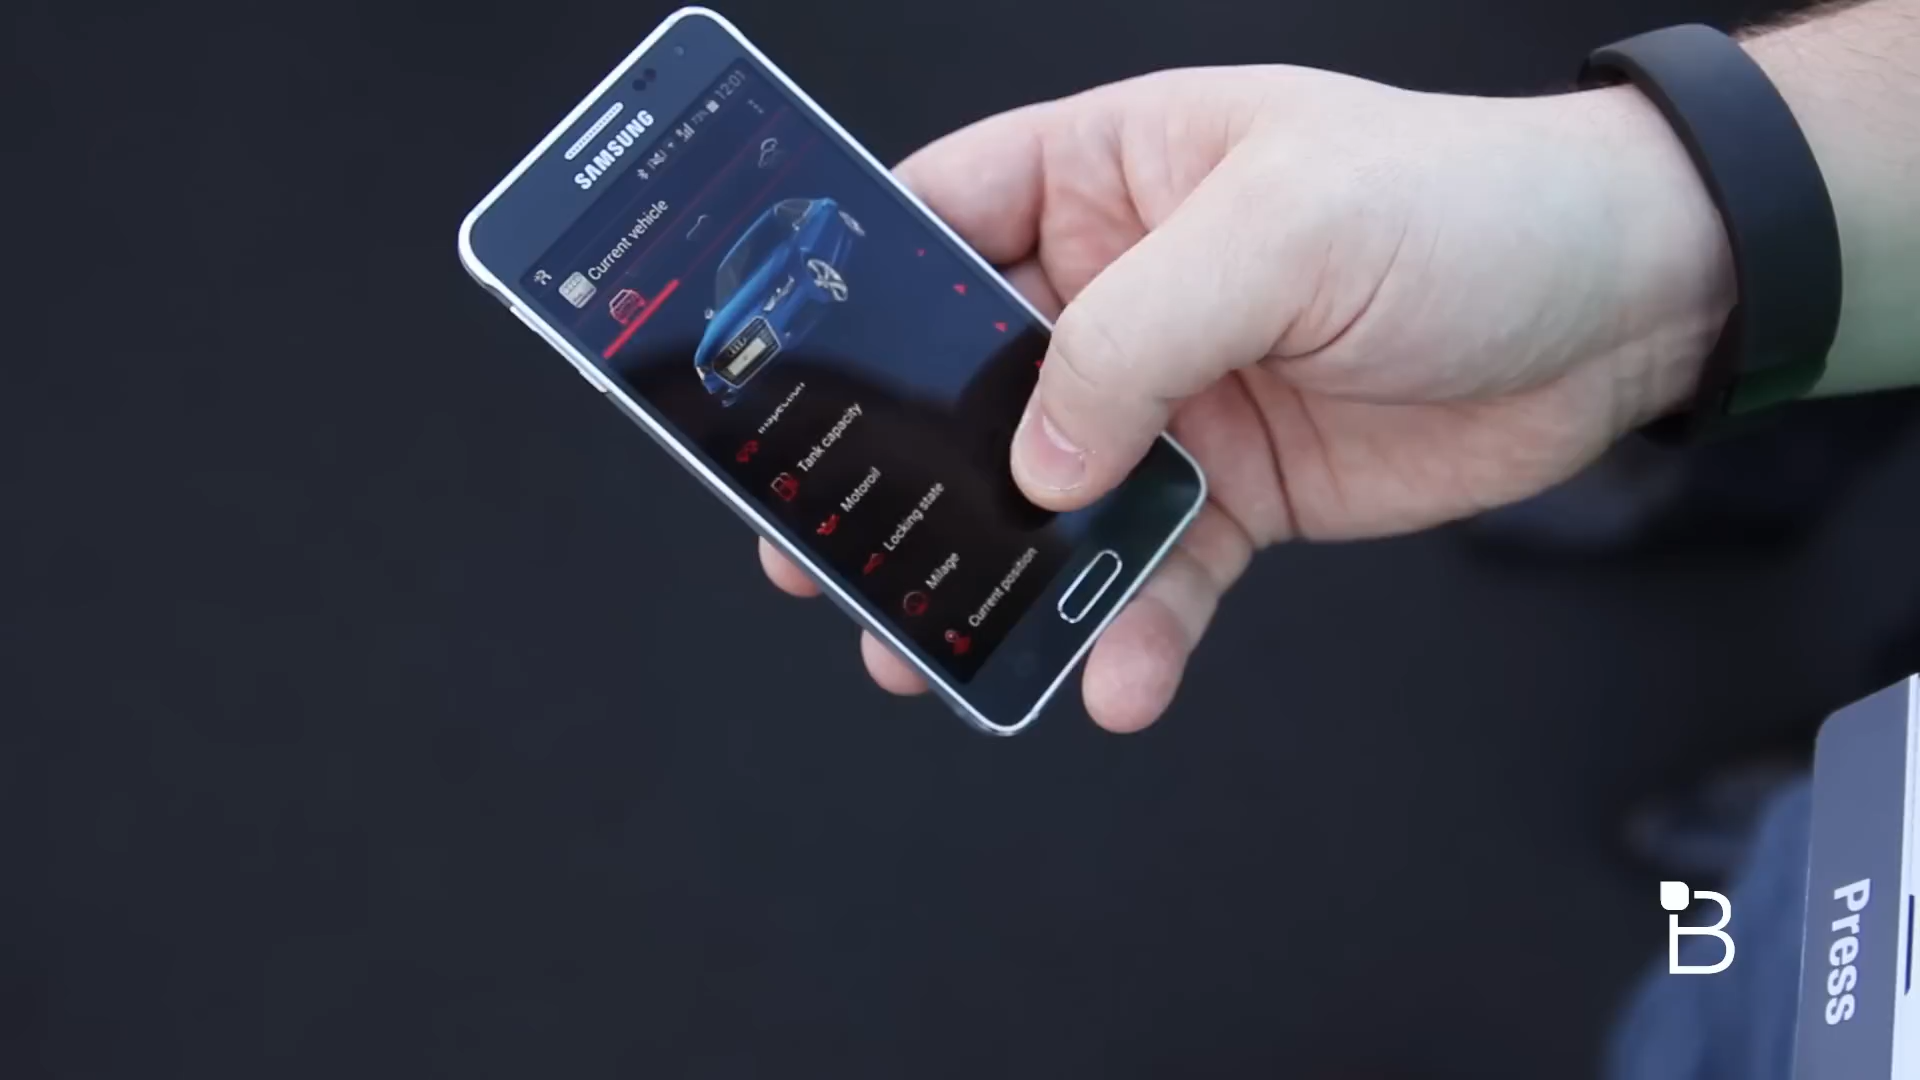 SAMSUNG
12:01
Current vehicle
Tank capacity
Motoroil
Locking state
Milage
Current position
Press
B